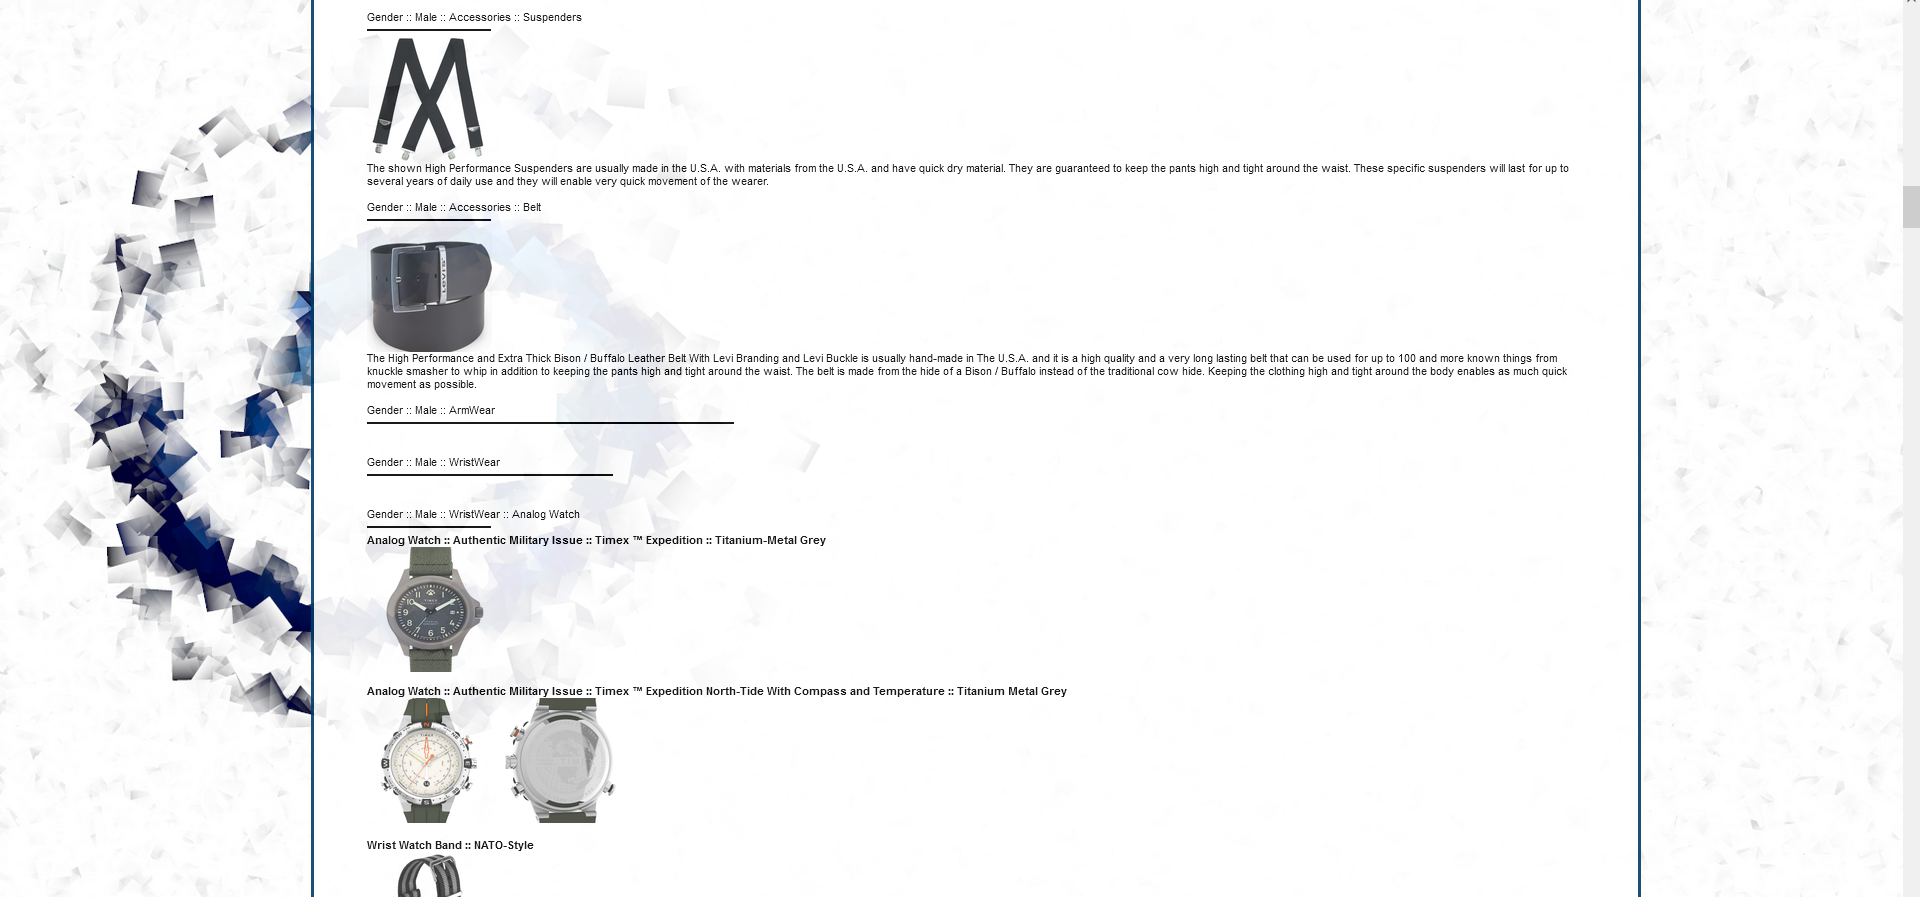 Gender :: Male :: Accessories :: Suspenders
The shown High Performance Suspenders are usually made in the U.S.A. with materials from the U.S.A. and have quick dry material. They are guaranteed to keep the pants high and tight around the waist. These specific suspenders will last for up to
several years of daily use and they will enable very quick movement of the wearer.
Gender :: Male :: Accessories :: Belt
LEVI'S
The High Performance and Extra Thick Bison / Buffalo Leather Belt With Levi Branding and Levi Buckle is usually hand-made in The U.S.A. and it is a high quality and a very long lasting belt that can be used for up to 100 and more known things from
knuckle smasher to whip in addition to keeping the pants high and tight around the waist. The belt is made from the hide of a Bison / Buffalo instead of the traditional cow hide. Keeping the clothing high and tight around the body enables as much quick
movement as possible.
Gender :: Male :: ArmWear
Gender :: Male :: WristWear
Gender :: Male :: WristWear :: Analog Watch
Analog Watch :: Authentic Military Issue :: Timex ™ Expedition :: Titanium-Metal Grey
TIMEX
Analog Watch :: Authentic Military Issue :: Timex ™ Expedition North-Tide With Compass and Temperature :: Titanium Metal Grey
TIMEX
Wrist Watch Band :: NATO-Style